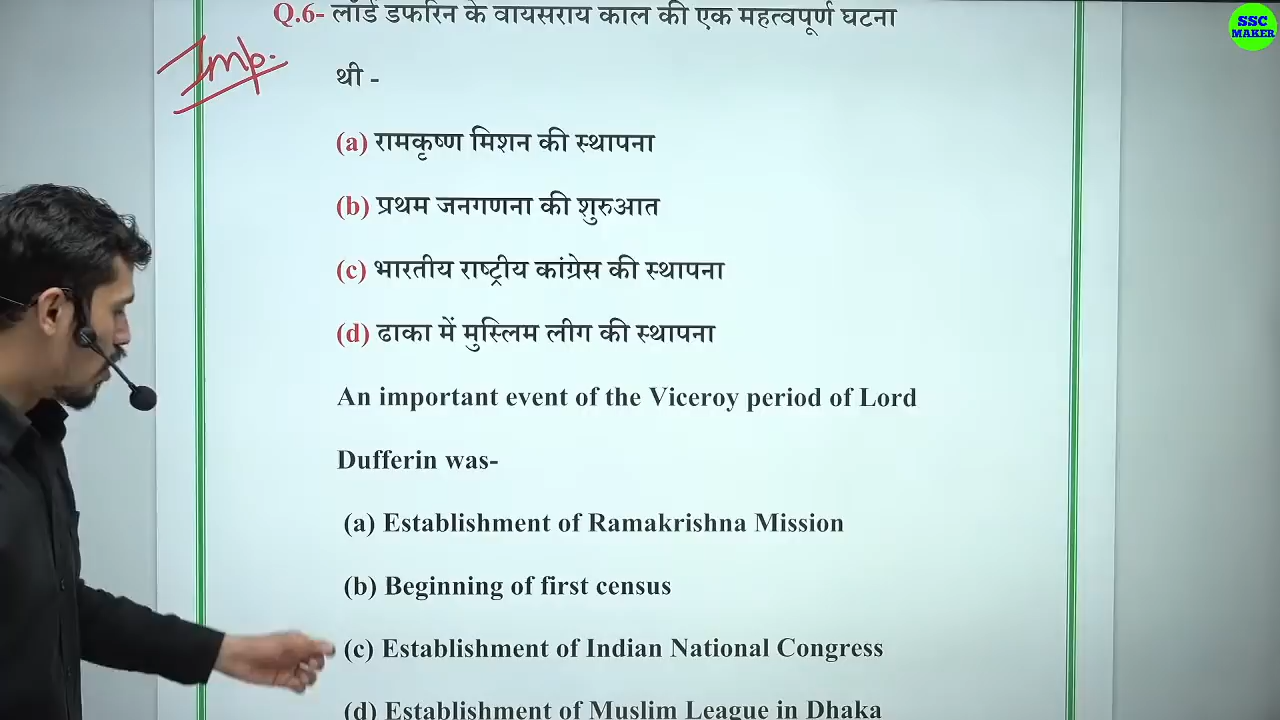 Q.6- लॉर्ड डफरिन के वायसराय काल की एक महत्वपूर्ण घटना
SSC
MAKER
Imp.
थी -
(a) रामकृष्ण मिशन की स्थापना
(b) प्रथम जनगणना की शुरुआत
(c) भारतीय राष्ट्रीय कांग्रेस की स्थापना
(d) ढाका में मुस्लिम लीग की स्थापना
An important event of the Viceroy period of Lord
Dufferin was-
(a) Establishment of Ramakrishna Mission
(b) Beginning of first census
(c) Establishment of Indian National Congress
(d) Establishment of Muslim League in Dhaka